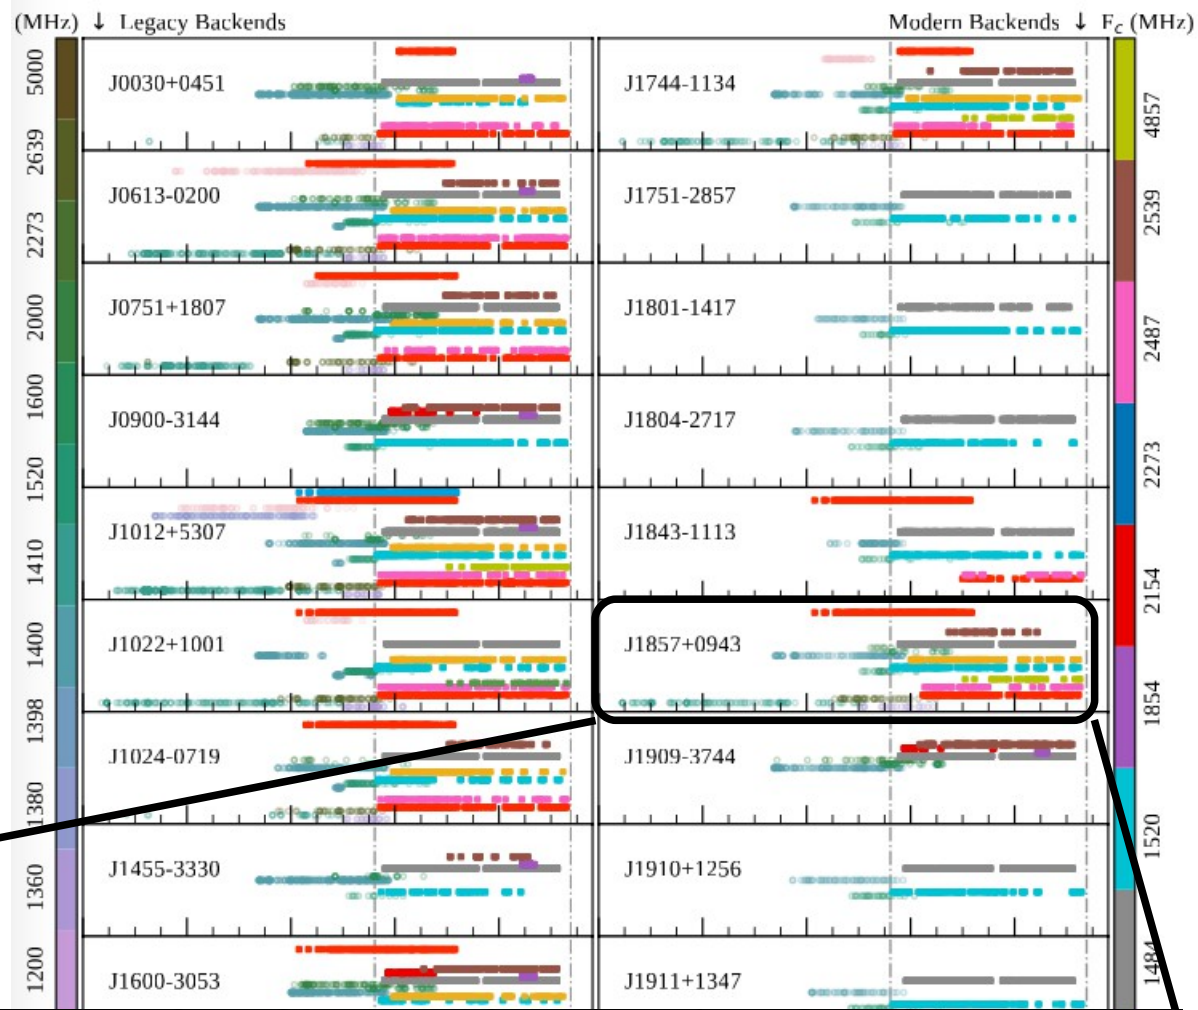 (MHz) ↓ Legacy Backends
Modern Backends ↓ Fc (MHz)
5000
2639
2273
2000
1600
1520
1410
1400
1398
1380
1360
1200
J0030+0451
J0613-0200
J0751+1807
J0900-3144
J1012+5307
J1022+1001
J1024-0719
J1455-3330
J1600-3053
J1744-1134
J1751-2857
J1801-1417
J1804-2717
J1843-1113
J1857+0943
J1909-3744
J1910+1256
J1911+1347
4857
2539
2487
2273
2154
1854
1520
1484